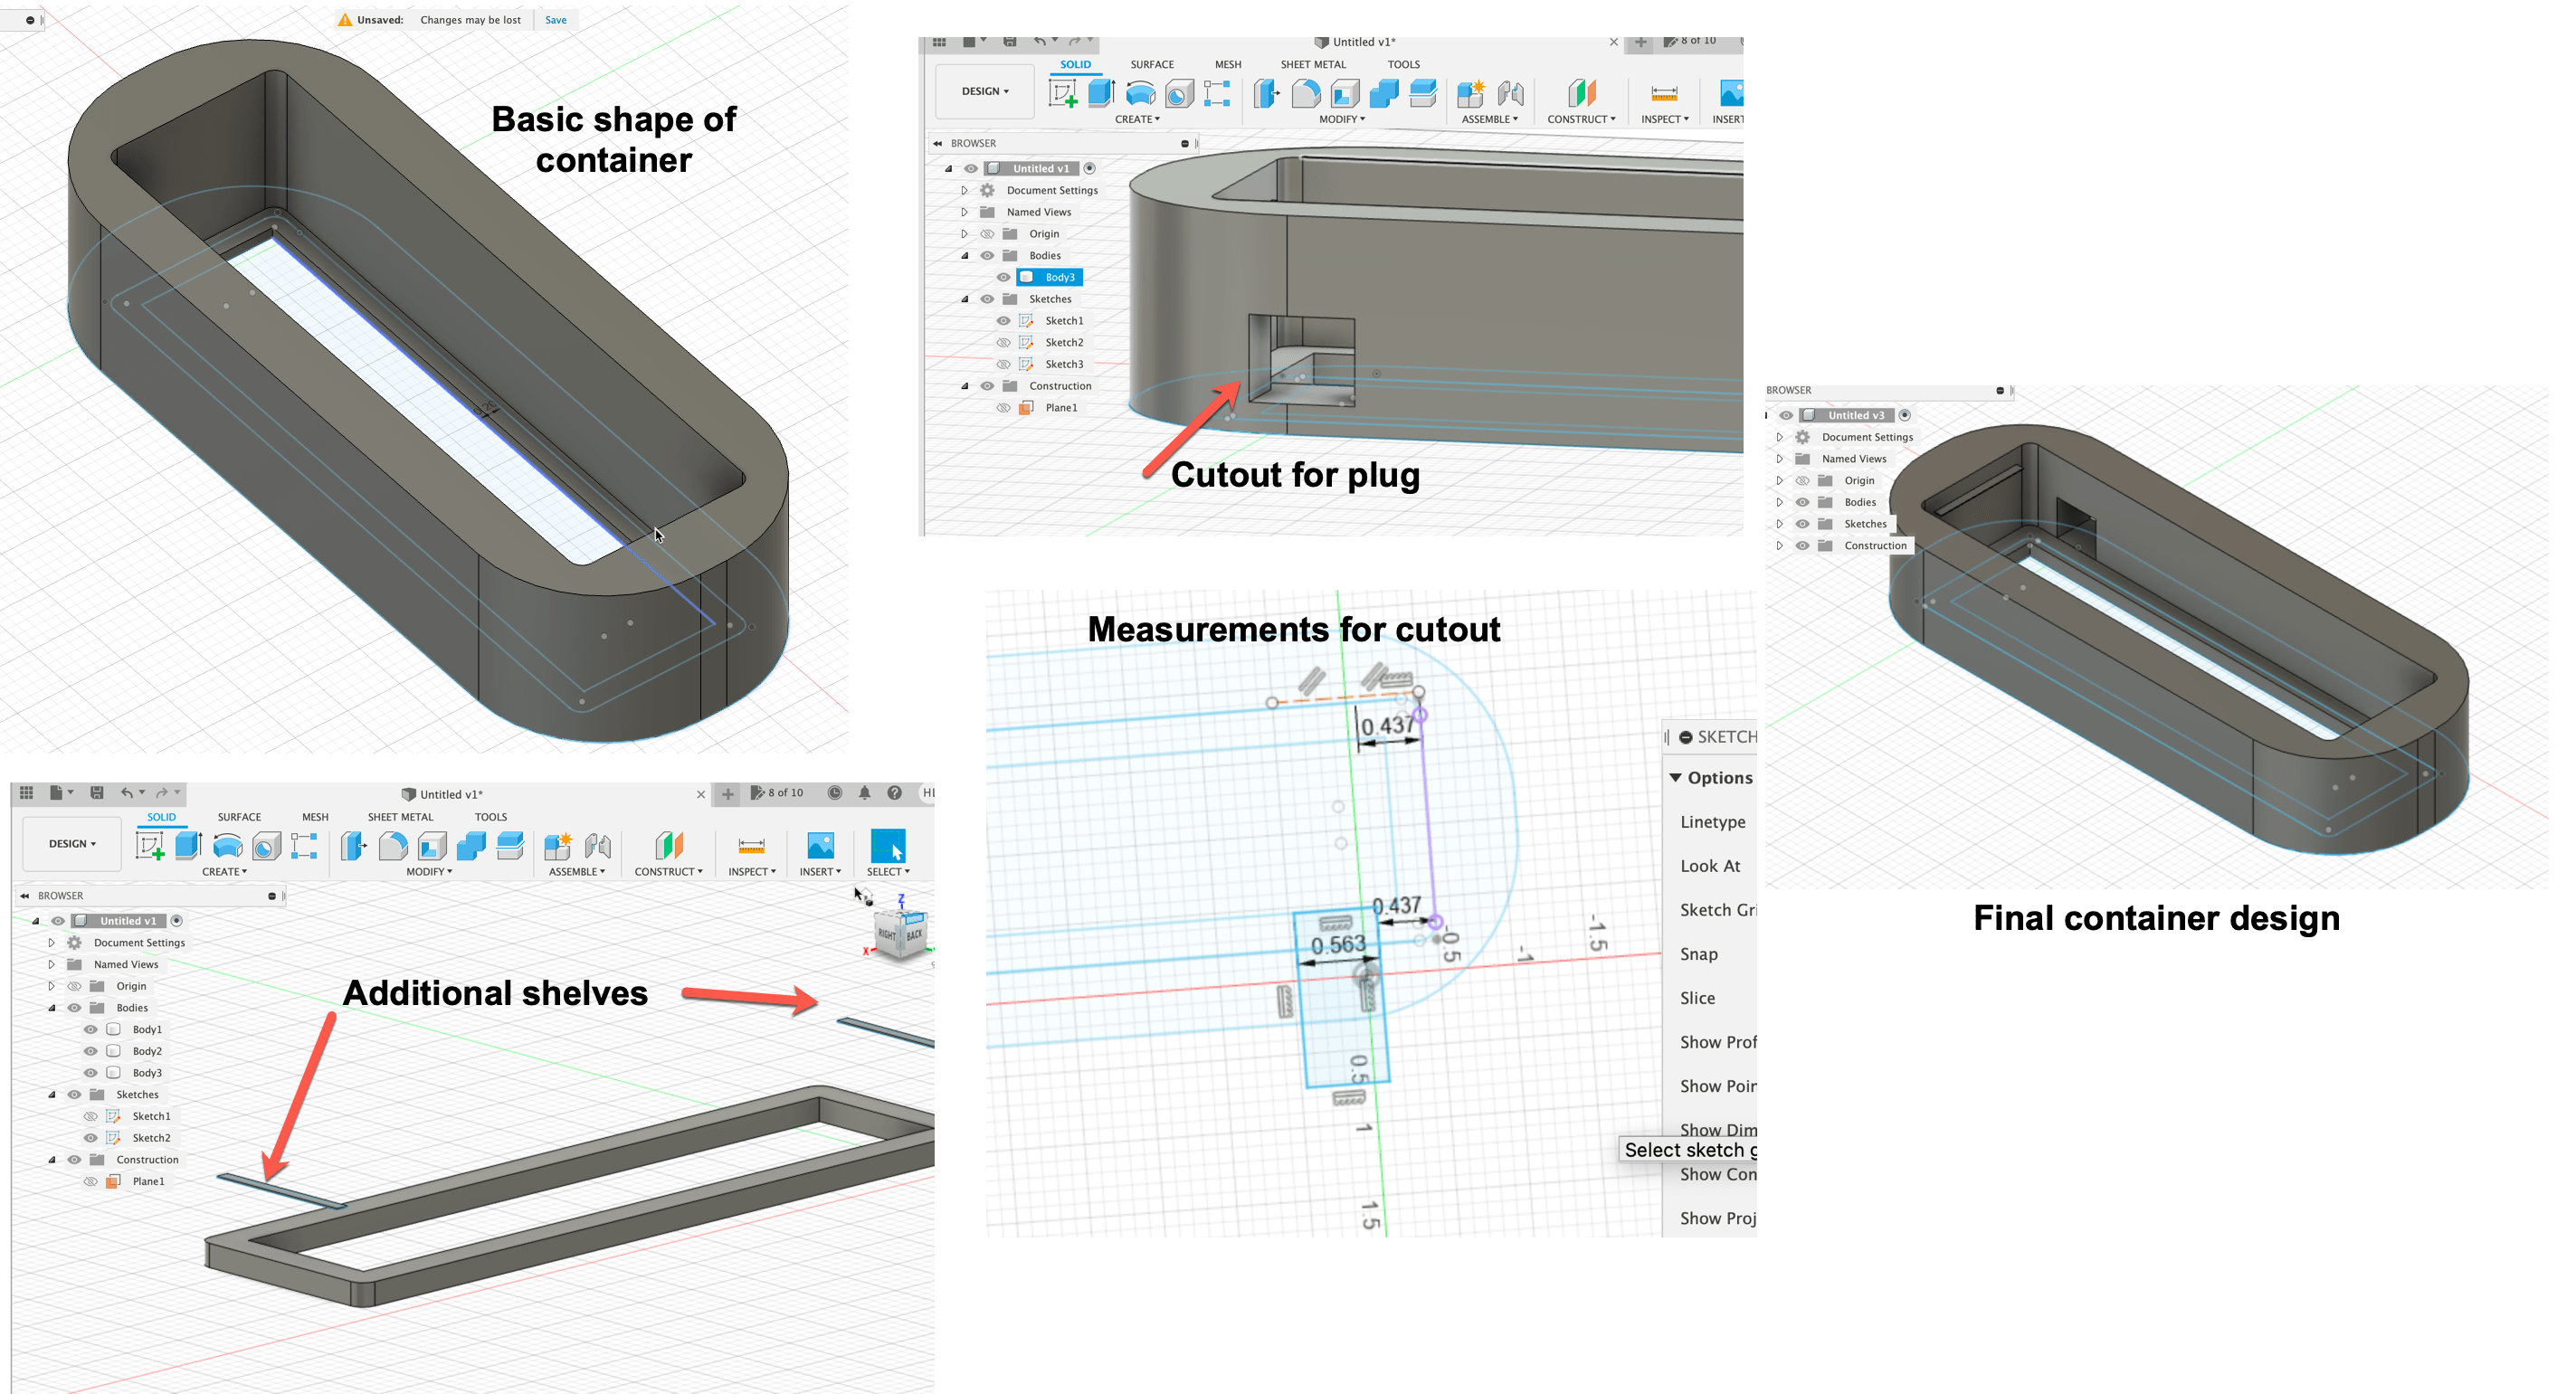 Unsaved: Changes may be lost Save
Basic shape of
container
9.20
Untitled v1*
8 of 10
SOLID SURFACE MESH SHEET METAL TOOLS
DESIGN
CREATE MODIFY ASSEMBLE CONSTRUCT INSPECT INSERT
BROWSER
Untitled v1
Document Settings
Named Views
Origin
Bodies
Body3
Sketches
Sketch1
Sketch2
Sketch3
Construction
Plane1
Cutout for plug
Measurements for cutout
0.437
0.437
0.563
-0.5
-1
-1.5
0.5
1
1.5
SKETCH
Options
Linetype
Look At
Sketch Gri
Snap
Slice
Show Prof
Show Poin
Show Dim
Select sketch g
Show Con
Show Proj
BROWSER
Untitled v3
Document Settings
Named Views
Origin
Bodies
Sketches
Construction
Final container design
Untitled v1*
8 of 10
SOLID SURFACE MESH SHEET METAL TOOLS
DESIGN
CREATE MODIFY ASSEMBLE CONSTRUCT INSPECT INSERT SELECT
BROWSER
Untitled v1
Document Settings
Named Views
Origin
Bodies
Body1
Body2
Body3
Sketches
Sketch1
Sketch2
Construction
Plane1
Z
RIGHT BACK
X
Additional shelves